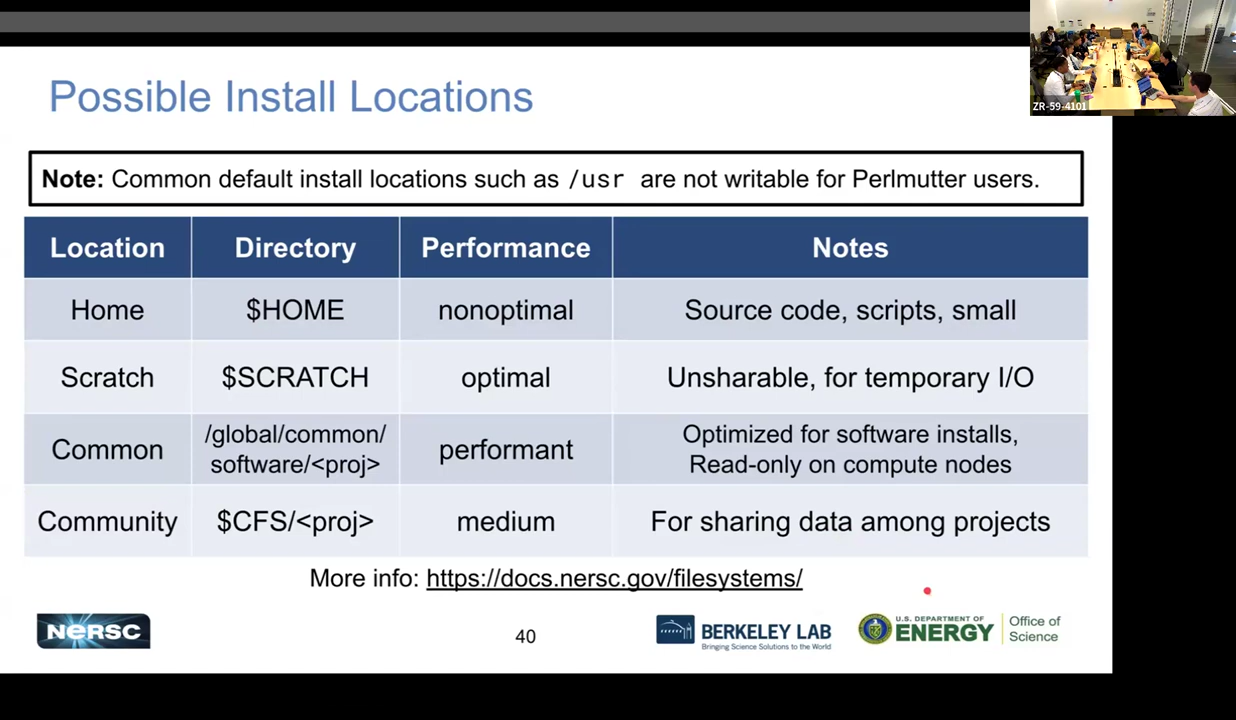 Possible Install Locations
ZR-59-4101
Note: Common default install locations such as /usr are not writable for Perlmutter users.
Location Directory Performance Notes
Home $HOME nonoptimal Source code, scripts, small
Scratch $SCRATCH optimal Unsharable, for temporary I/O
Common /global/common/
software/<proj> performant Optimized for software installs,
Read-only on compute nodes
Community $CFS/<proj> medium For sharing data among projects
More info: https://docs.nersc.gov/filesystems/
NERSC
40
BERKELEY LAB
Bringing Science Solutions to the World
U.S. DEPARTMENT OF
ENERGY
Office of
Science